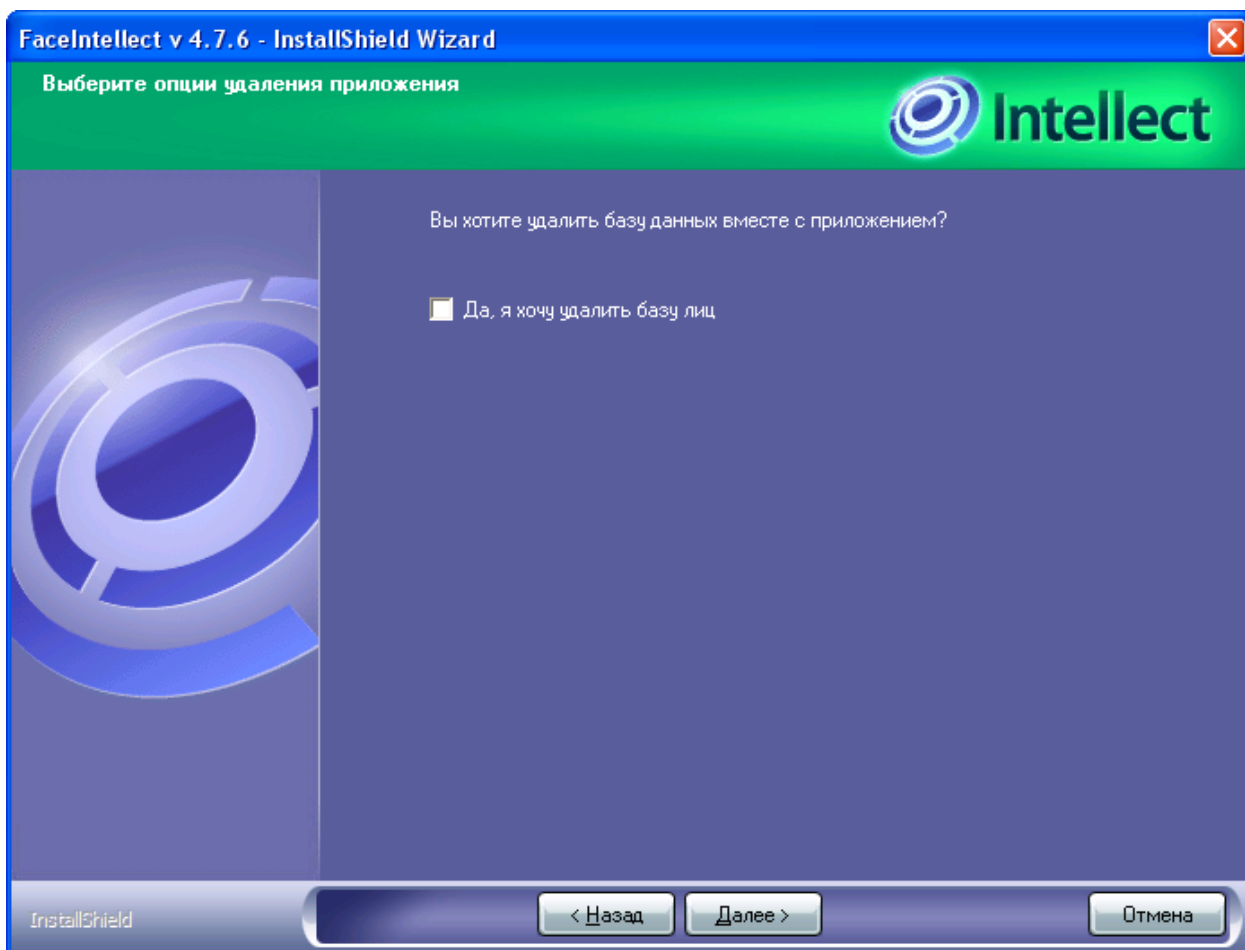 FaceIntellect v 4.7.6 - InstallShield Wizard
Выберите опции удаления приложения
Intellect
Вы хотите удалить базу данных вместе с приложением?
Да, я хочу удалить базу лиц
InstallShield
< Назад
Далее >
Отмена